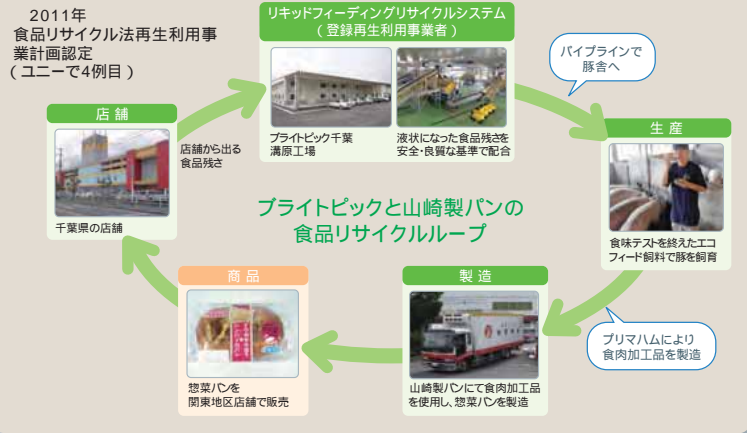 2011年
食品リサイクル法再生利用事
業計画認定
(ユニーで4例目)
リキッドフィーディングリサイクルシステム
(登録再生利用事業者)
ブライトピック千葉
溝原工場
液状になった食品残さを
安全・良質な基準で配合
パイプラインで
豚舎へ
店舗
千葉県の店舗
店舗から出る
食品残さ
生産
食味テストを終えたエコ
フィード飼料で豚を飼育
ブライトピックと山崎製パンの
食品リサイクルループ
商品
惣菜パンを
関東地区店舗で販売
製造
山崎製パンにて食肉加工品
を使用し、惣菜パンを製造
プリマハムにより
食肉加工品を製造